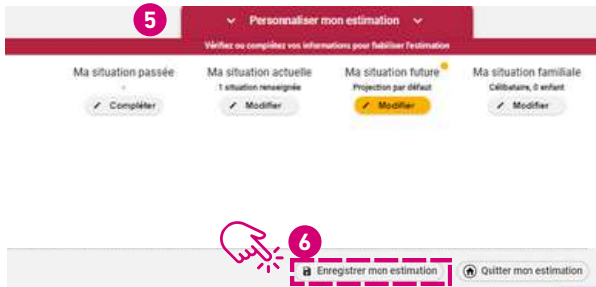 5
Personnaliser mon estimation
Vérifiez ou complétez vos informations pour fiabiliser l'estimation
Ma situation passée
-
Compléter
Ma situation actuelle
1 situation renseignée
Modifier
Ma situation future
Projection par défaut
Modifier
Ma situation familiale
Célibataire, 0 enfant
Modifier
6
Enregistrer mon estimation
Quitter mon estimation